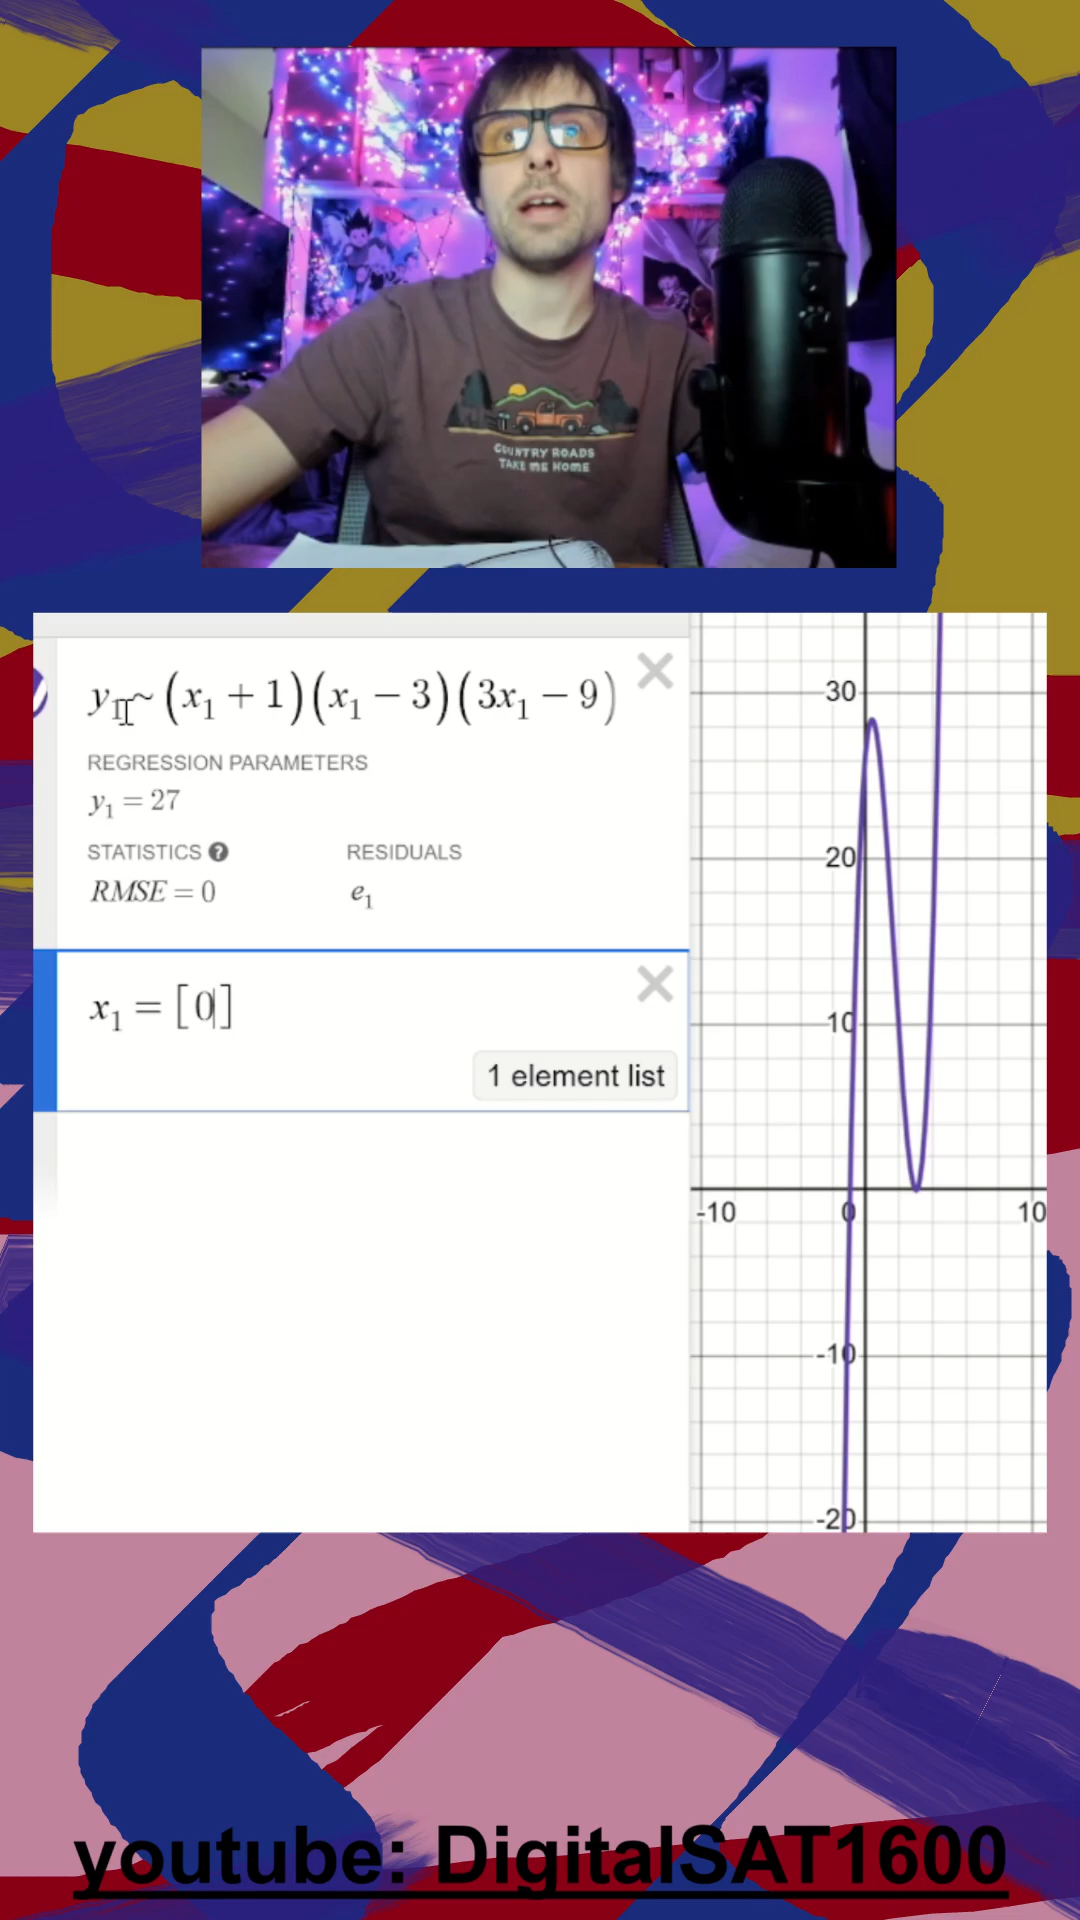 COUNTRY ROADS
TAKE ME HOME
y₁ ~ (x₁ + 1)(x₁ − 3)(3x₁ − 9)
REGRESSION PARAMETERS
y₁ = 27
STATISTICS ?
RESIDUALS
RMSE = 0
e₁
x₁ = [0]
1 element list
30
20
10
-10
0
10
-10
-20
youtube: DigitalSAT1600